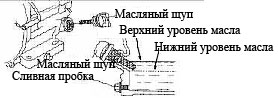 Масляный щуп
Верхний уровень масла
Нижний уровень масла
Масляный щуп
Сливная пробка